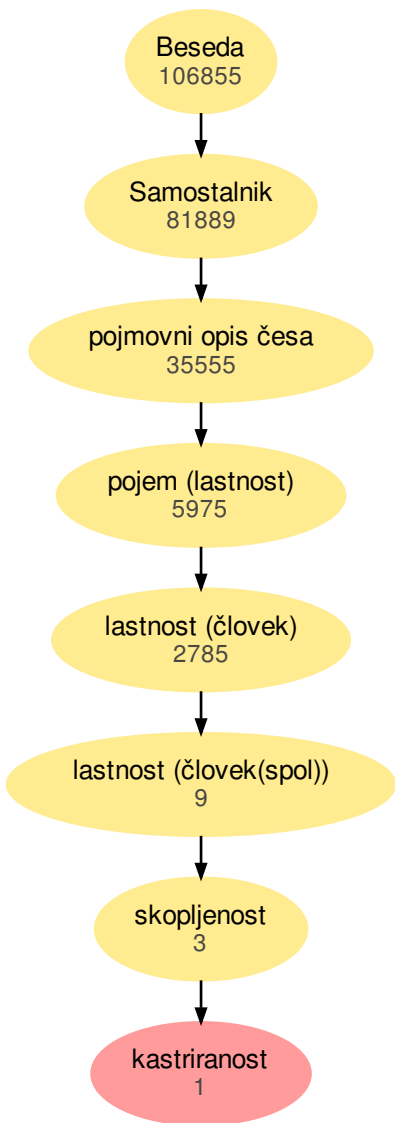 Beseda
106855
Samostalnik
81889
pojmovni opis česa
35555
pojem (lastnost)
5975
lastnost (človek)
2785
lastnost (človek(spol))
9
skopljenost
3
kastriranost
1